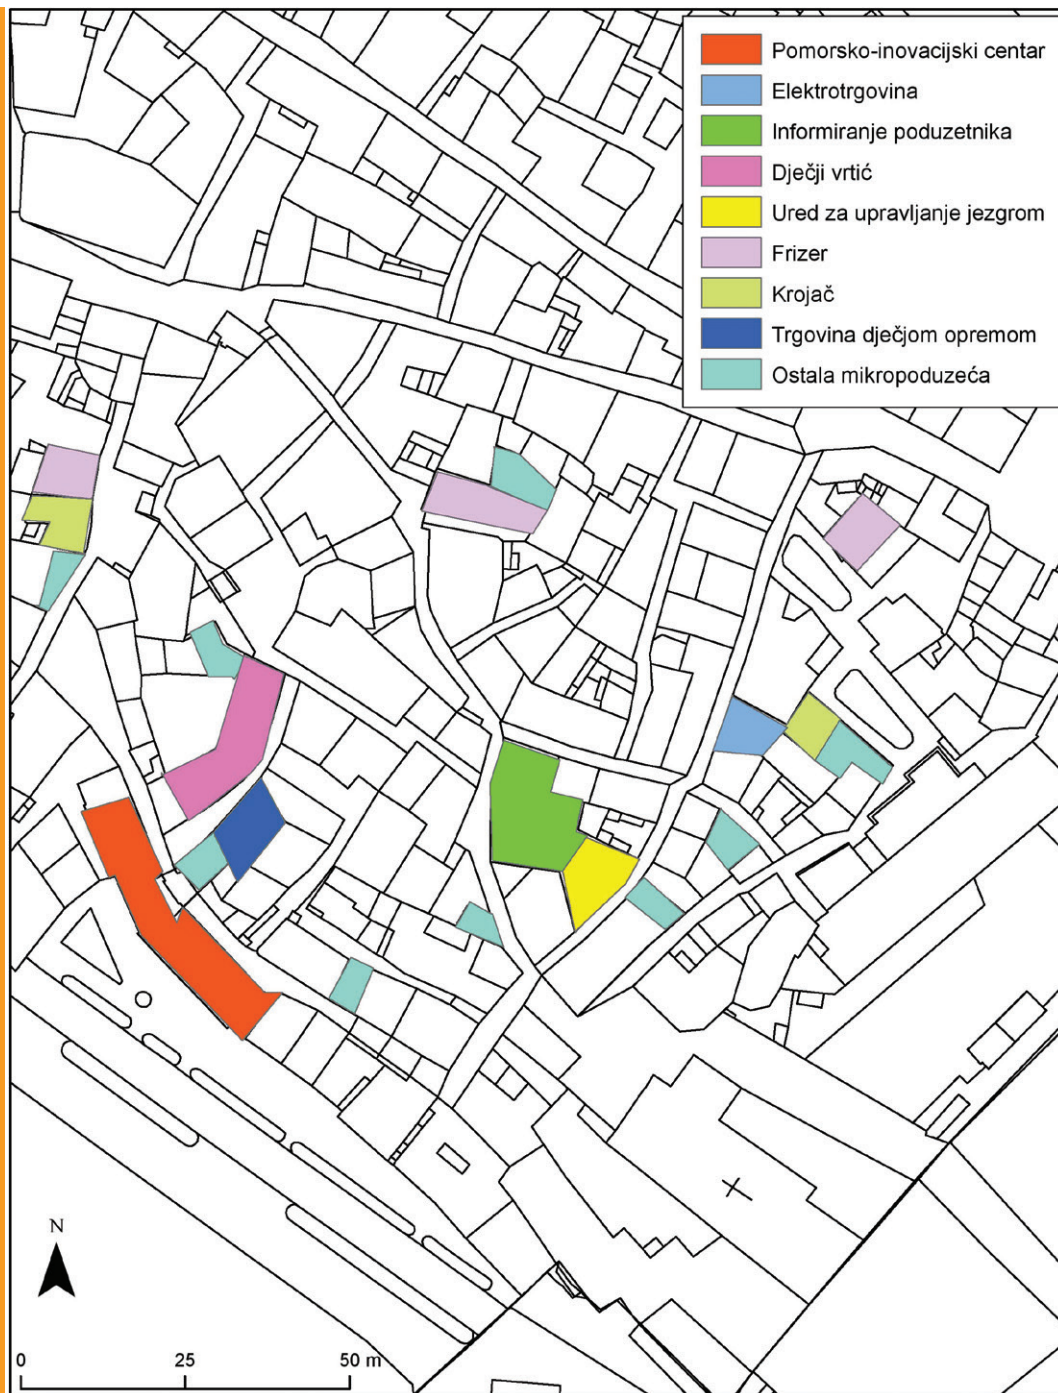 Pomorsko-inovacijski centar
Elektrotrgovina
Informiranje poduzetnika
Dječji vrtić
Ured za upravljanje jezgrom
Frizer
Krojač
Trgovina dječjom opremom
Ostala mikropoduzeća
N
0 25 50 m